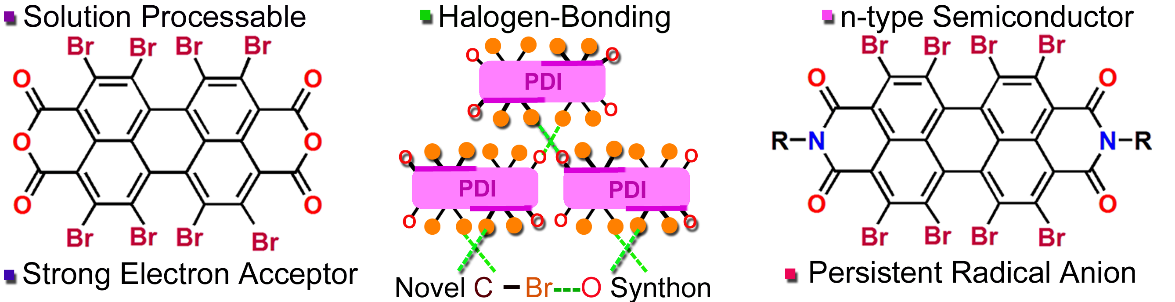 Solution Processable
Halogen-Bonding
n-type Semiconductor
Br Br Br Br
O O
O O
O O
Br Br Br Br
O O
PDI
O O
O O O O
PDI PDI
O O O O
Br Br Br Br
O O
R N N R
O O
Br Br Br Br
Strong Electron Acceptor
Novel C – Br --- O Synthon
Persistent Radical Anion